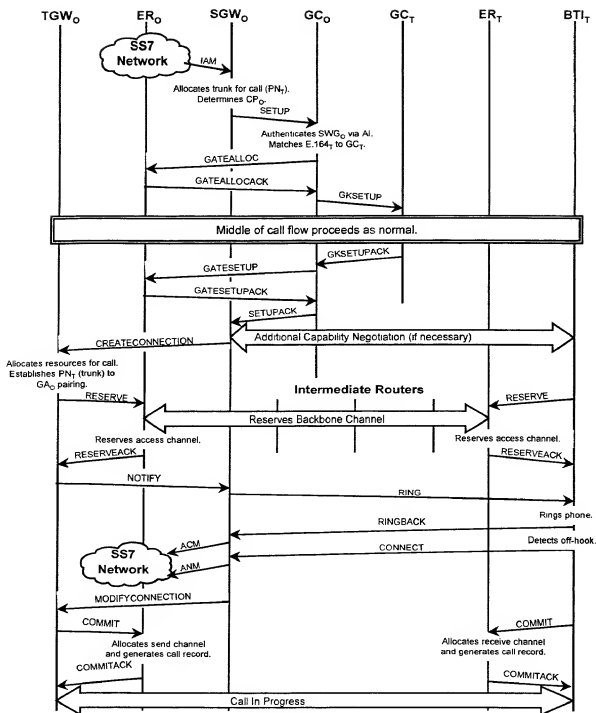 TGWO ERO SGWO GCO GCT ERT BTIT
SS7
Network
IAM
Allocates trunk for call (PNT).
Determines CPO.
SETUP
Authenticates SWGO via AI.
Matches E.164T to GCT.
GATEALLOC
GATEALLOCACK
GKSETUP
Middle of call flow proceeds as normal.
GKSETUPACK
GATESETUP
GATESETUPACK
SETUPACK
CREATECONNECTION
Additional Capability Negotiation (if necessary)
Allocates resources for call.
Establishes PNT (trunk) to
GAO pairing.
Intermediate Routers
RESERVE
RESERVE
Reserves Backbone Channel
Reserves access channel.
Reserves access channel.
RESERVEACK
RESERVEACK
NOTIFY
RING
Rings phone.
RINGBACK
Detects off-hook.
ACM
CONNECT
SS7
Network
ANM
MODIFYCONNECTION
COMMIT
COMMIT
Allocates send channel
and generates call record.
Allocates receive channel
and generates call record.
COMMITACK
COMMITACK
Call In Progress